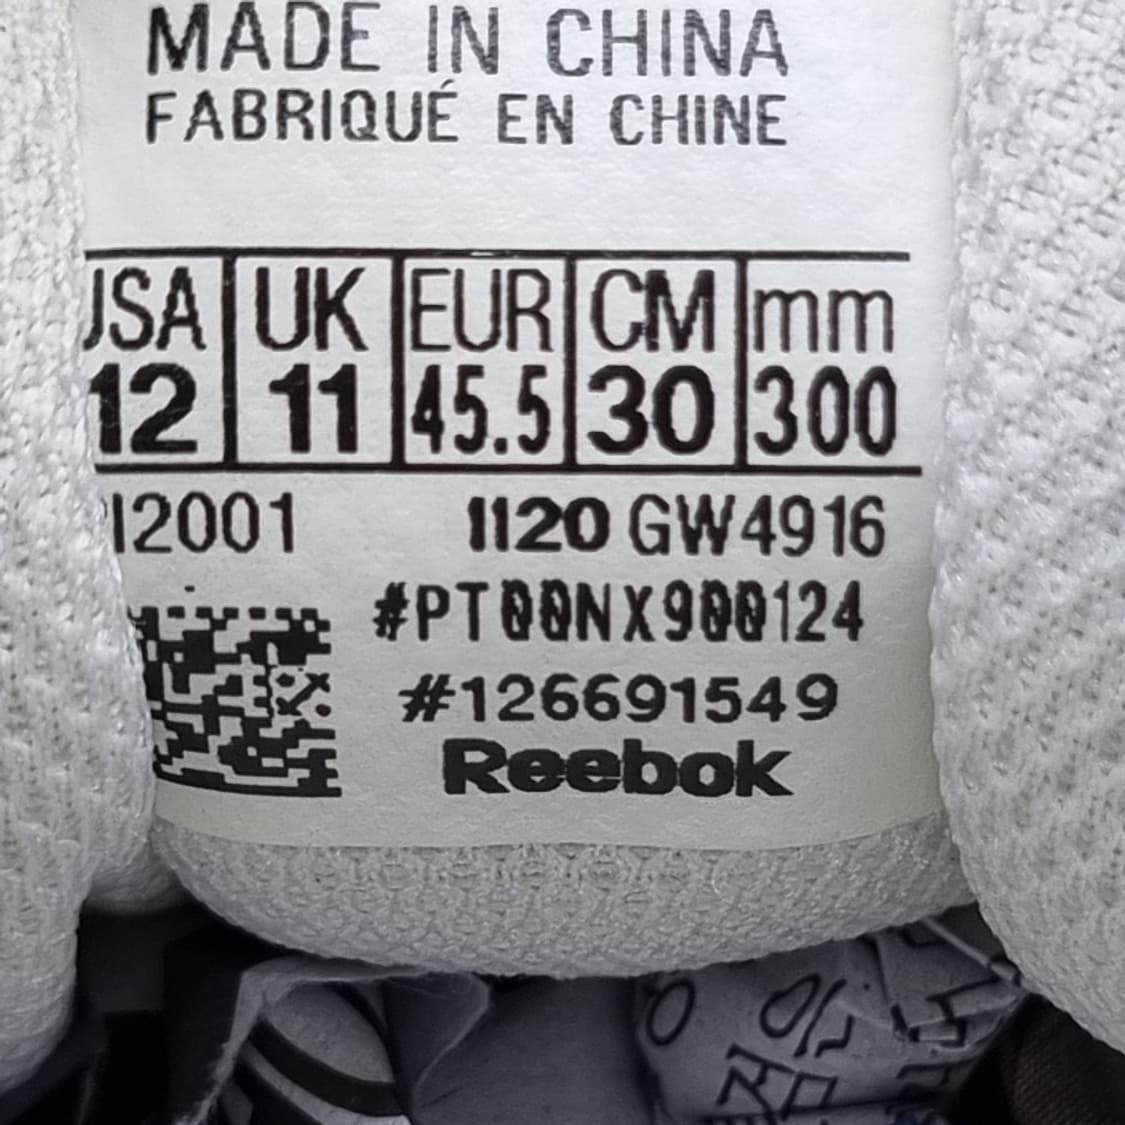 MADE IN CHINA
FABRIQUÉ EN CHINE
USA UK EUR CM mm
12 11 45.5 30 300
12001 1120 GW4916
#PT00NX900124
#126691549
Reebok